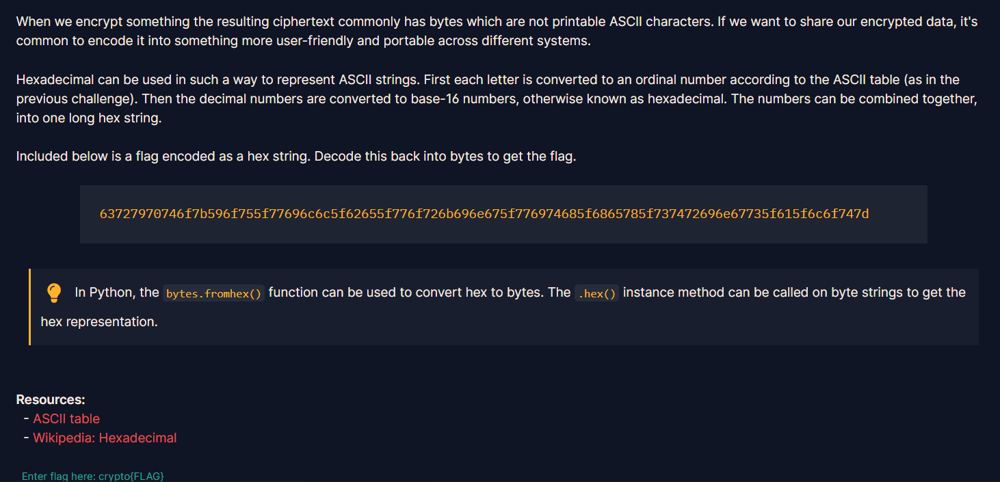 When we encrypt something the resulting ciphertext commonly has bytes which are not printable ASCII characters. If we want to share our encrypted data, it's
common to encode it into something more user-friendly and portable across different systems.
Hexadecimal can be used in such a way to represent ASCII strings. First each letter is converted to an ordinal number according to the ASCII table (as in the
previous challenge). Then the decimal numbers are converted to base-16 numbers, otherwise known as hexadecimal. The numbers can be combined together,
into one long hex string.
Included below is a flag encoded as a hex string. Decode this back into bytes to get the flag.
63727970746f7b596f755f77696c6c5f62655f776f726b696e675f776974685f6865785f737472696e67735f615f6c6f747d
In Python, the bytes.fromhex() function can be used to convert hex to bytes. The .hex() instance method can be called on byte strings to get the
hex representation.
Resources:
- ASCII table
- Wikipedia: Hexadecimal
Enter flag here: crypto{FLAG}